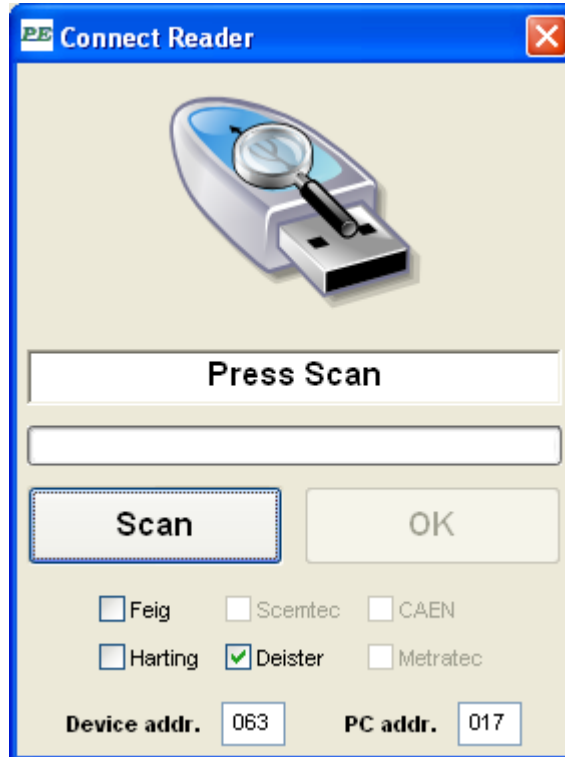 PE Connect Reader
Press Scan
Scan OK
Feig Scemtec CAEN
Harting Deister Metratec
Device addr. 063 PC addr. 017